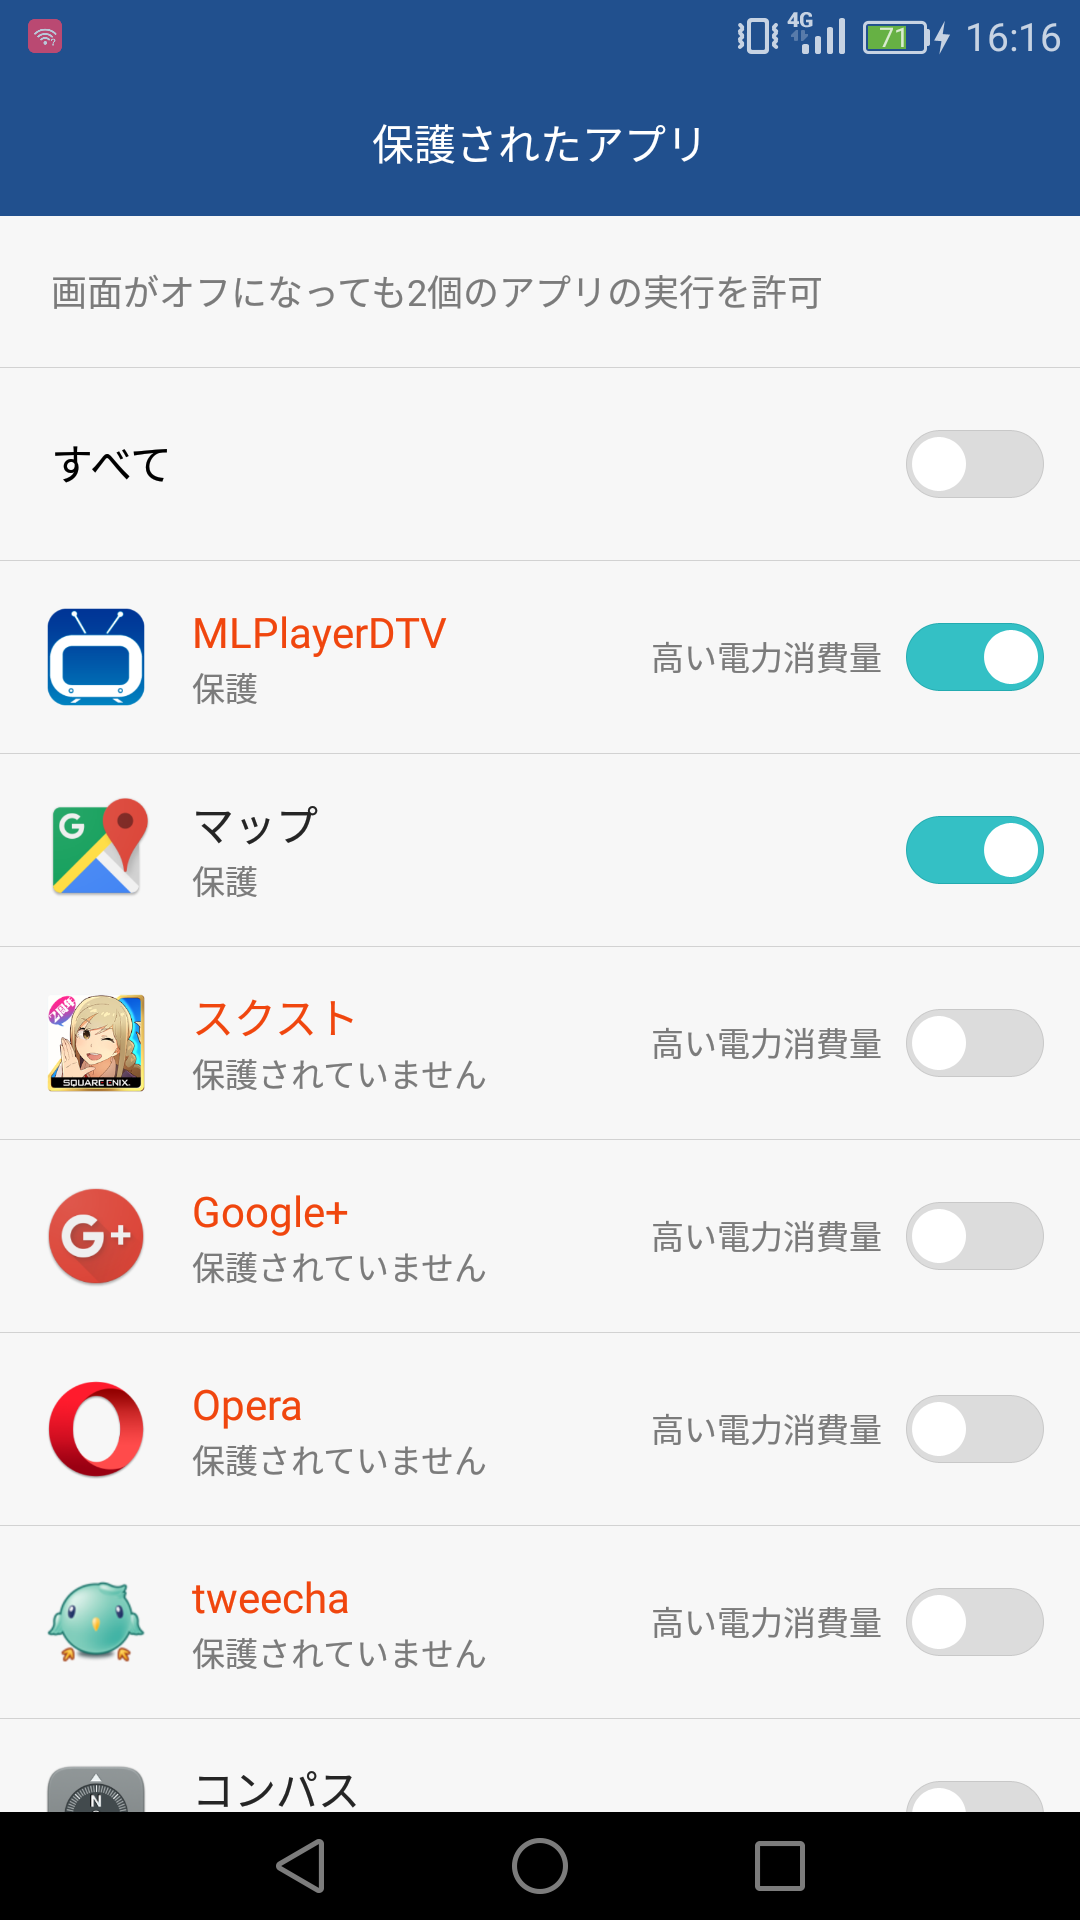 4G 71 16:16
保護されたアプリ
画面がオフになっても2個のアプリの実行を許可
すべて
MLPlayerDTV
保護
高い電力消費量
G
マップ
保護
2周年
SQUARE ENIX.
スクスト
保護されていません
高い電力消費量
G+
Google+
保護されていません
高い電力消費量
Opera
保護されていません
高い電力消費量
tweecha
保護されていません
高い電力消費量
N
コンパス